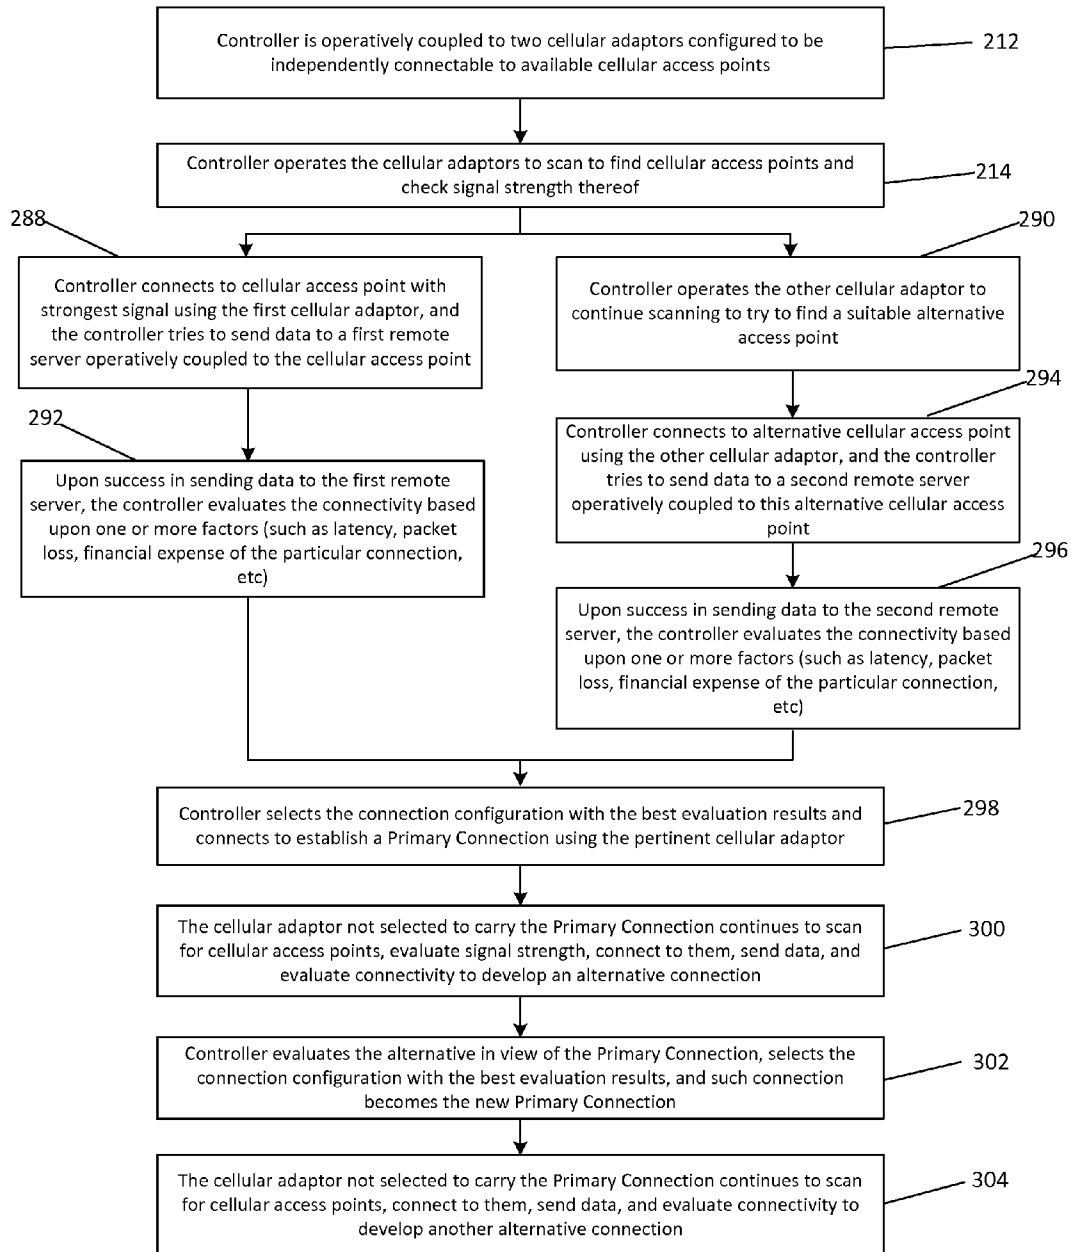 Controller is operatively coupled to two cellular adaptors configured to be
independently connectable to available cellular access points
212
Controller operates the cellular adaptors to scan to find cellular access points and
check signal strength thereof
214
288
290
Controller connects to cellular access point with
strongest signal using the first cellular adaptor, and
the controller tries to send data to a first remote
server operatively coupled to the cellular access point
Controller operates the other cellular adaptor to
continue scanning to try to find a suitable alternative
access point
292
294
Upon success in sending data to the first remote
server, the controller evaluates the connectivity based
upon one or more factors (such as latency, packet
loss, financial expense of the particular connection,
etc)
Controller connects to alternative cellular access point
using the other cellular adaptor, and the controller
tries to send data to a second remote server
operatively coupled to this alternative cellular access
point
296
Upon success in sending data to the second remote
server, the controller evaluates the connectivity based
upon one or more factors (such as latency, packet
loss, financial expense of the particular connection,
etc)
Controller selects the connection configuration with the best evaluation results and
connects to establish a Primary Connection using the pertinent cellular adaptor
298
The cellular adaptor not selected to carry the Primary Connection continues to scan
for cellular access points, evaluate signal strength, connect to them, send data, and
evaluate connectivity to develop an alternative connection
300
Controller evaluates the alternative in view of the Primary Connection, selects the
connection configuration with the best evaluation results, and such connection
becomes the new Primary Connection
302
The cellular adaptor not selected to carry the Primary Connection continues to scan
for cellular access points, connect to them, send data, and evaluate connectivity to
develop another alternative connection
304